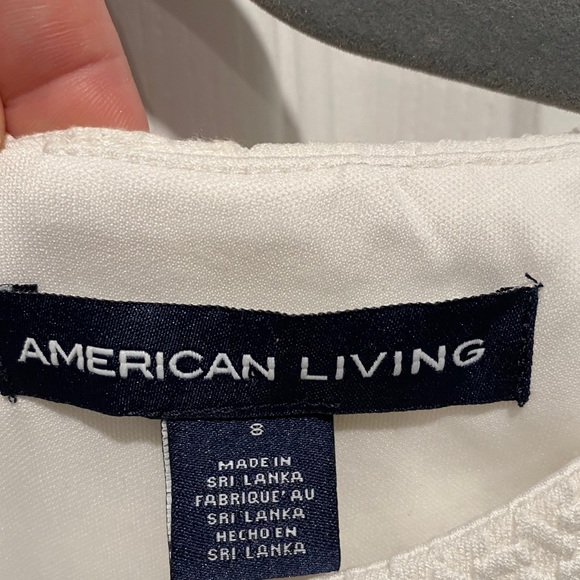 AMERICAN LIVING
8
MADE IN
SRI LANKA
FABRIQUE' AU
SRI LANKA
HECHO EN
SRI LANKA